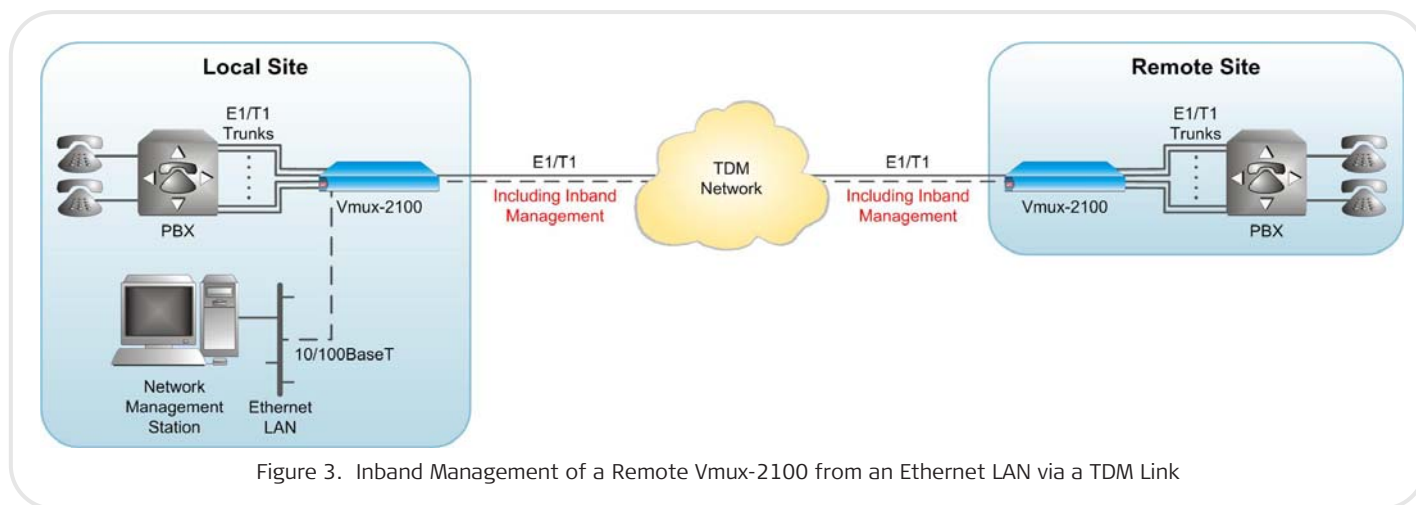 Local Site
E1/T1
Trunks
PBX
Vmux-2100
Network
Management
Station
Ethernet
LAN
10/100BaseT
E1/T1
Including Inband
Management
TDM
Network
E1/T1
Including Inband
Management
Remote Site
Vmux-2100
E1/T1
Trunks
PBX
Figure 3. Inband Management of a Remote Vmux-2100 from an Ethernet LAN via a TDM Link